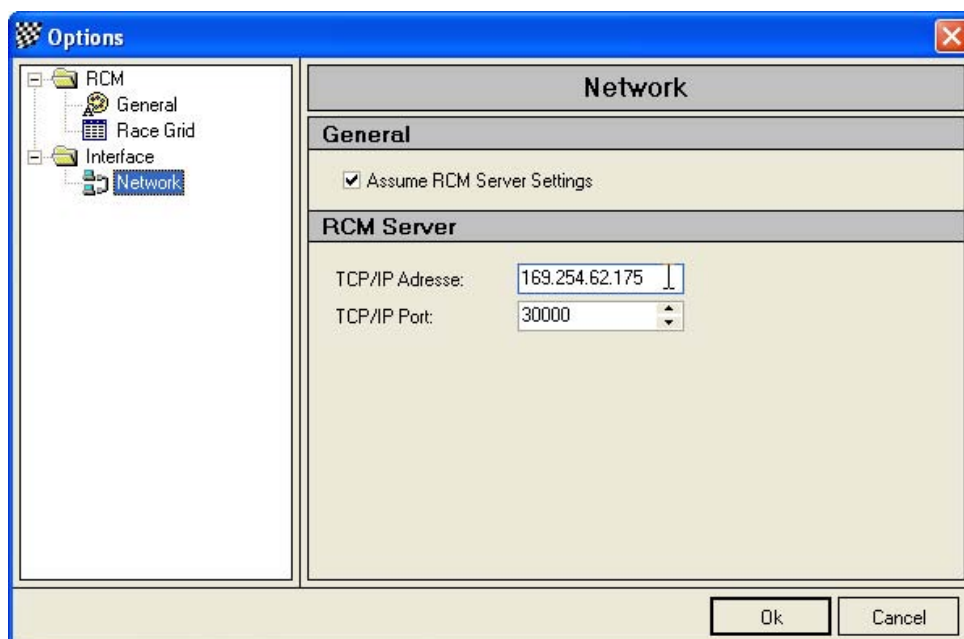 Options
RCM
General
Race Grid
Interface
Network
Network
General
Assume RCM Server Settings
RCM Server
TCP/IP Adresse: 169.254.62.175
TCP/IP Port: 30000
Ok Cancel